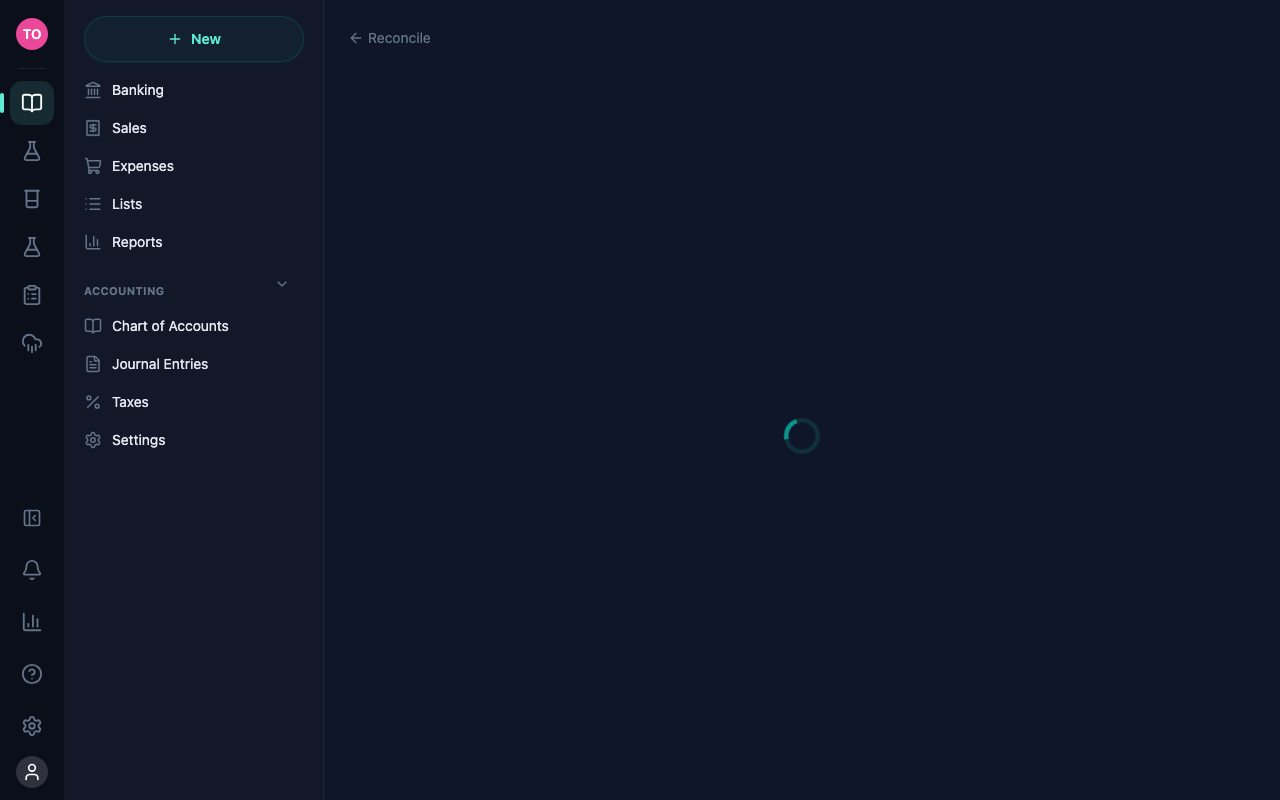 TO
New
Banking
Sales
Expenses
Lists
Reports
ACCOUNTING
Chart of Accounts
Journal Entries
Taxes
Settings
Reconcile